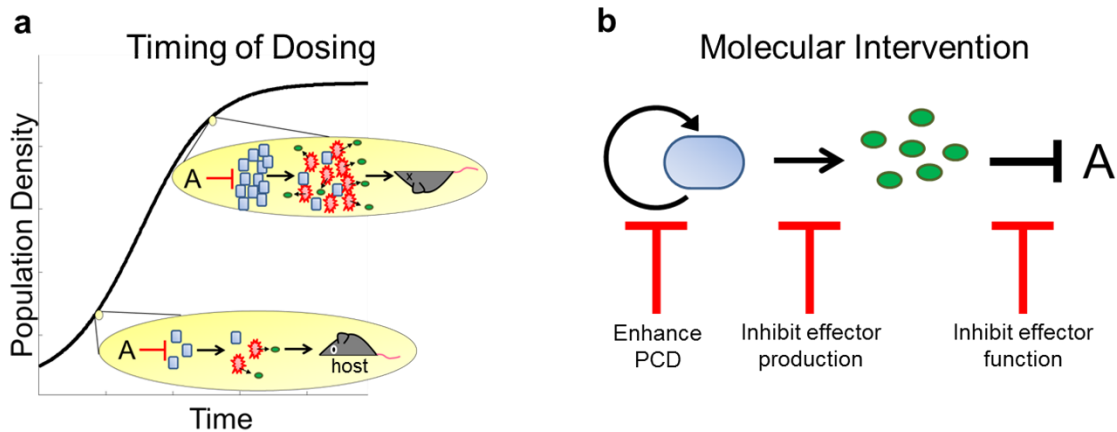 a
Timing of Dosing
Population Density
A
x
A
host
Time
b
Molecular Intervention
A
Enhance
PCD
Inhibit effector
production
Inhibit effector
function